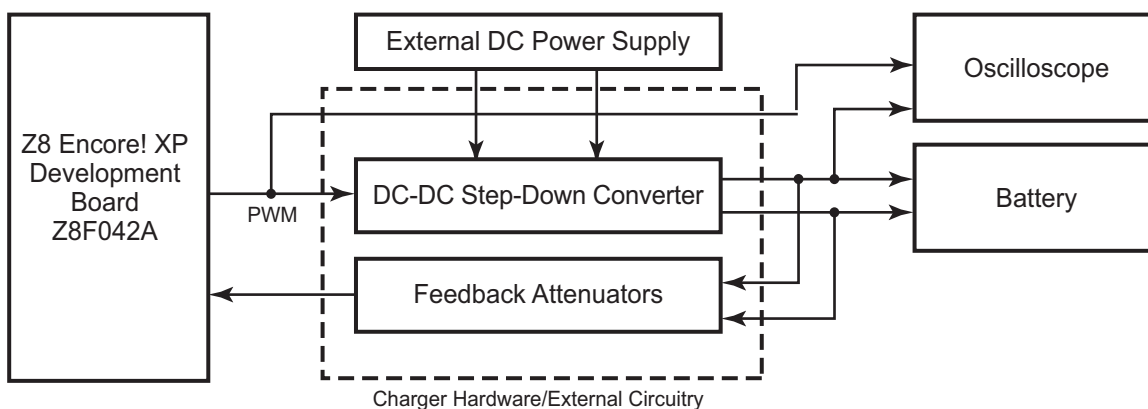 External DC Power Supply
Oscilloscope
Z8 Encore! XP
Development
Board
Z8F042A
PWM
DC-DC Step-Down Converter
Battery
Feedback Attenuators
Charger Hardware/External Circuitry